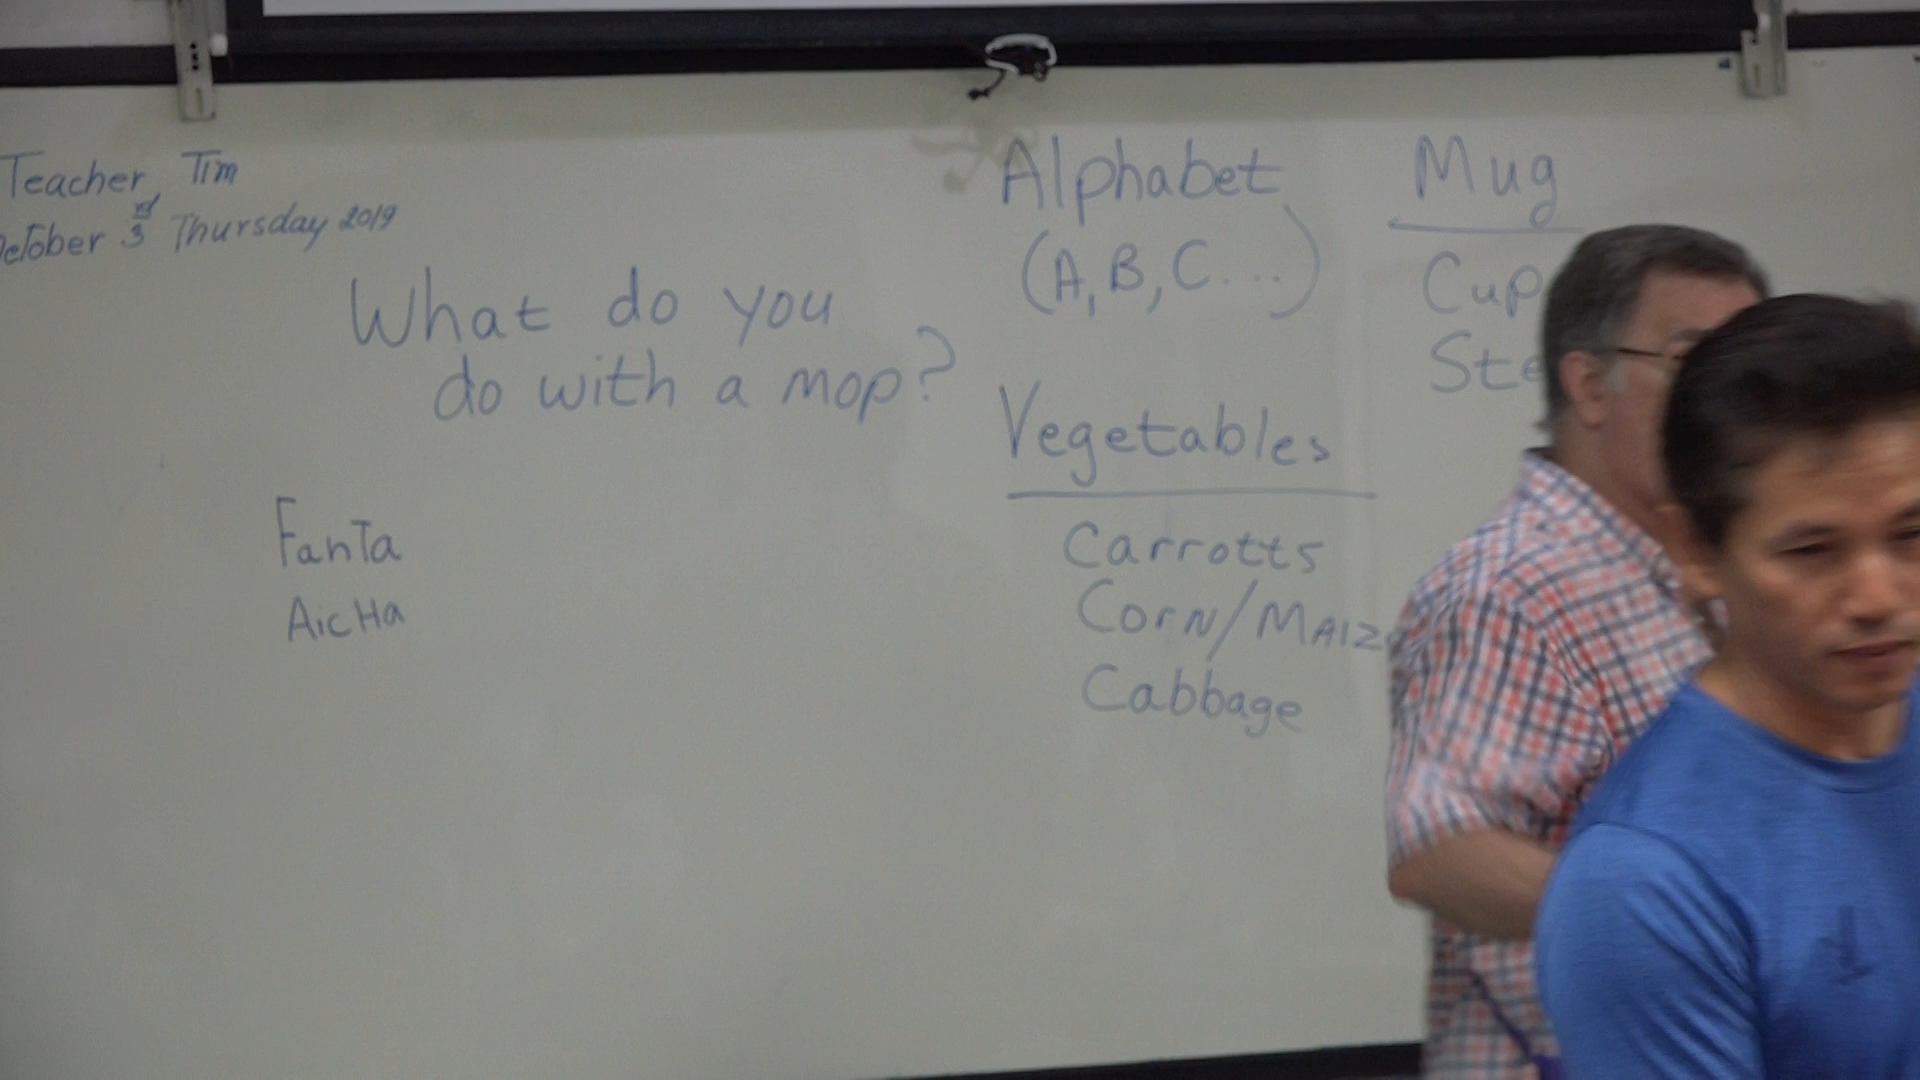 Teacher, Tim
October 3rd Thursday 2019
What do you
do with a mop?
Fanta
AicHa
Alphabet
(A, B, C...)
Vegetables
Carrotts
Corn/Maiz
Cabbage
Mug
Cup